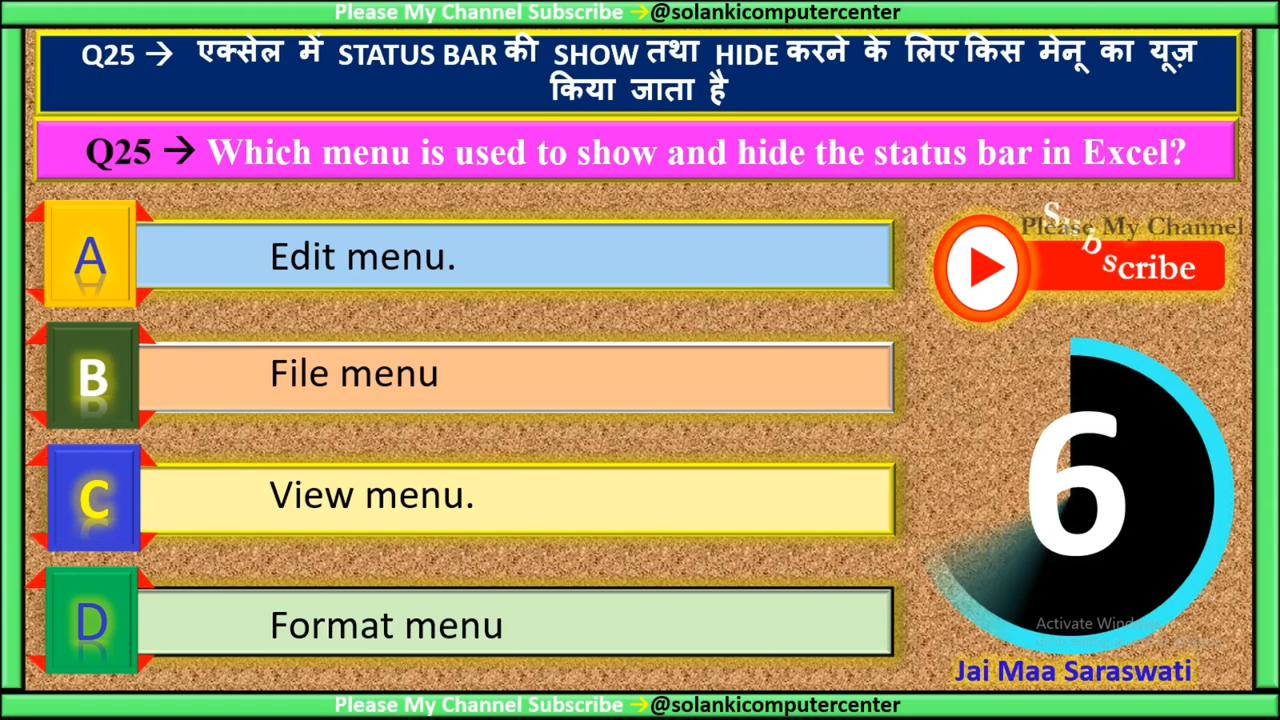 Please My Channel Subscribe →@solankicomputercenter
Q25 → एक्सेल में STATUS BAR की SHOW तथा HIDE करने के लिए किस मेनू का यूज़
किया जाता है
Q25 → Which menu is used to show and hide the status bar in Excel?
A Edit menu.
Please My Channel
Subscribe
B File menu
6
C View menu.
D Format menu
Activate
Jai Maa Saraswati
Please My Channel Subscribe →@solankicomputercenter